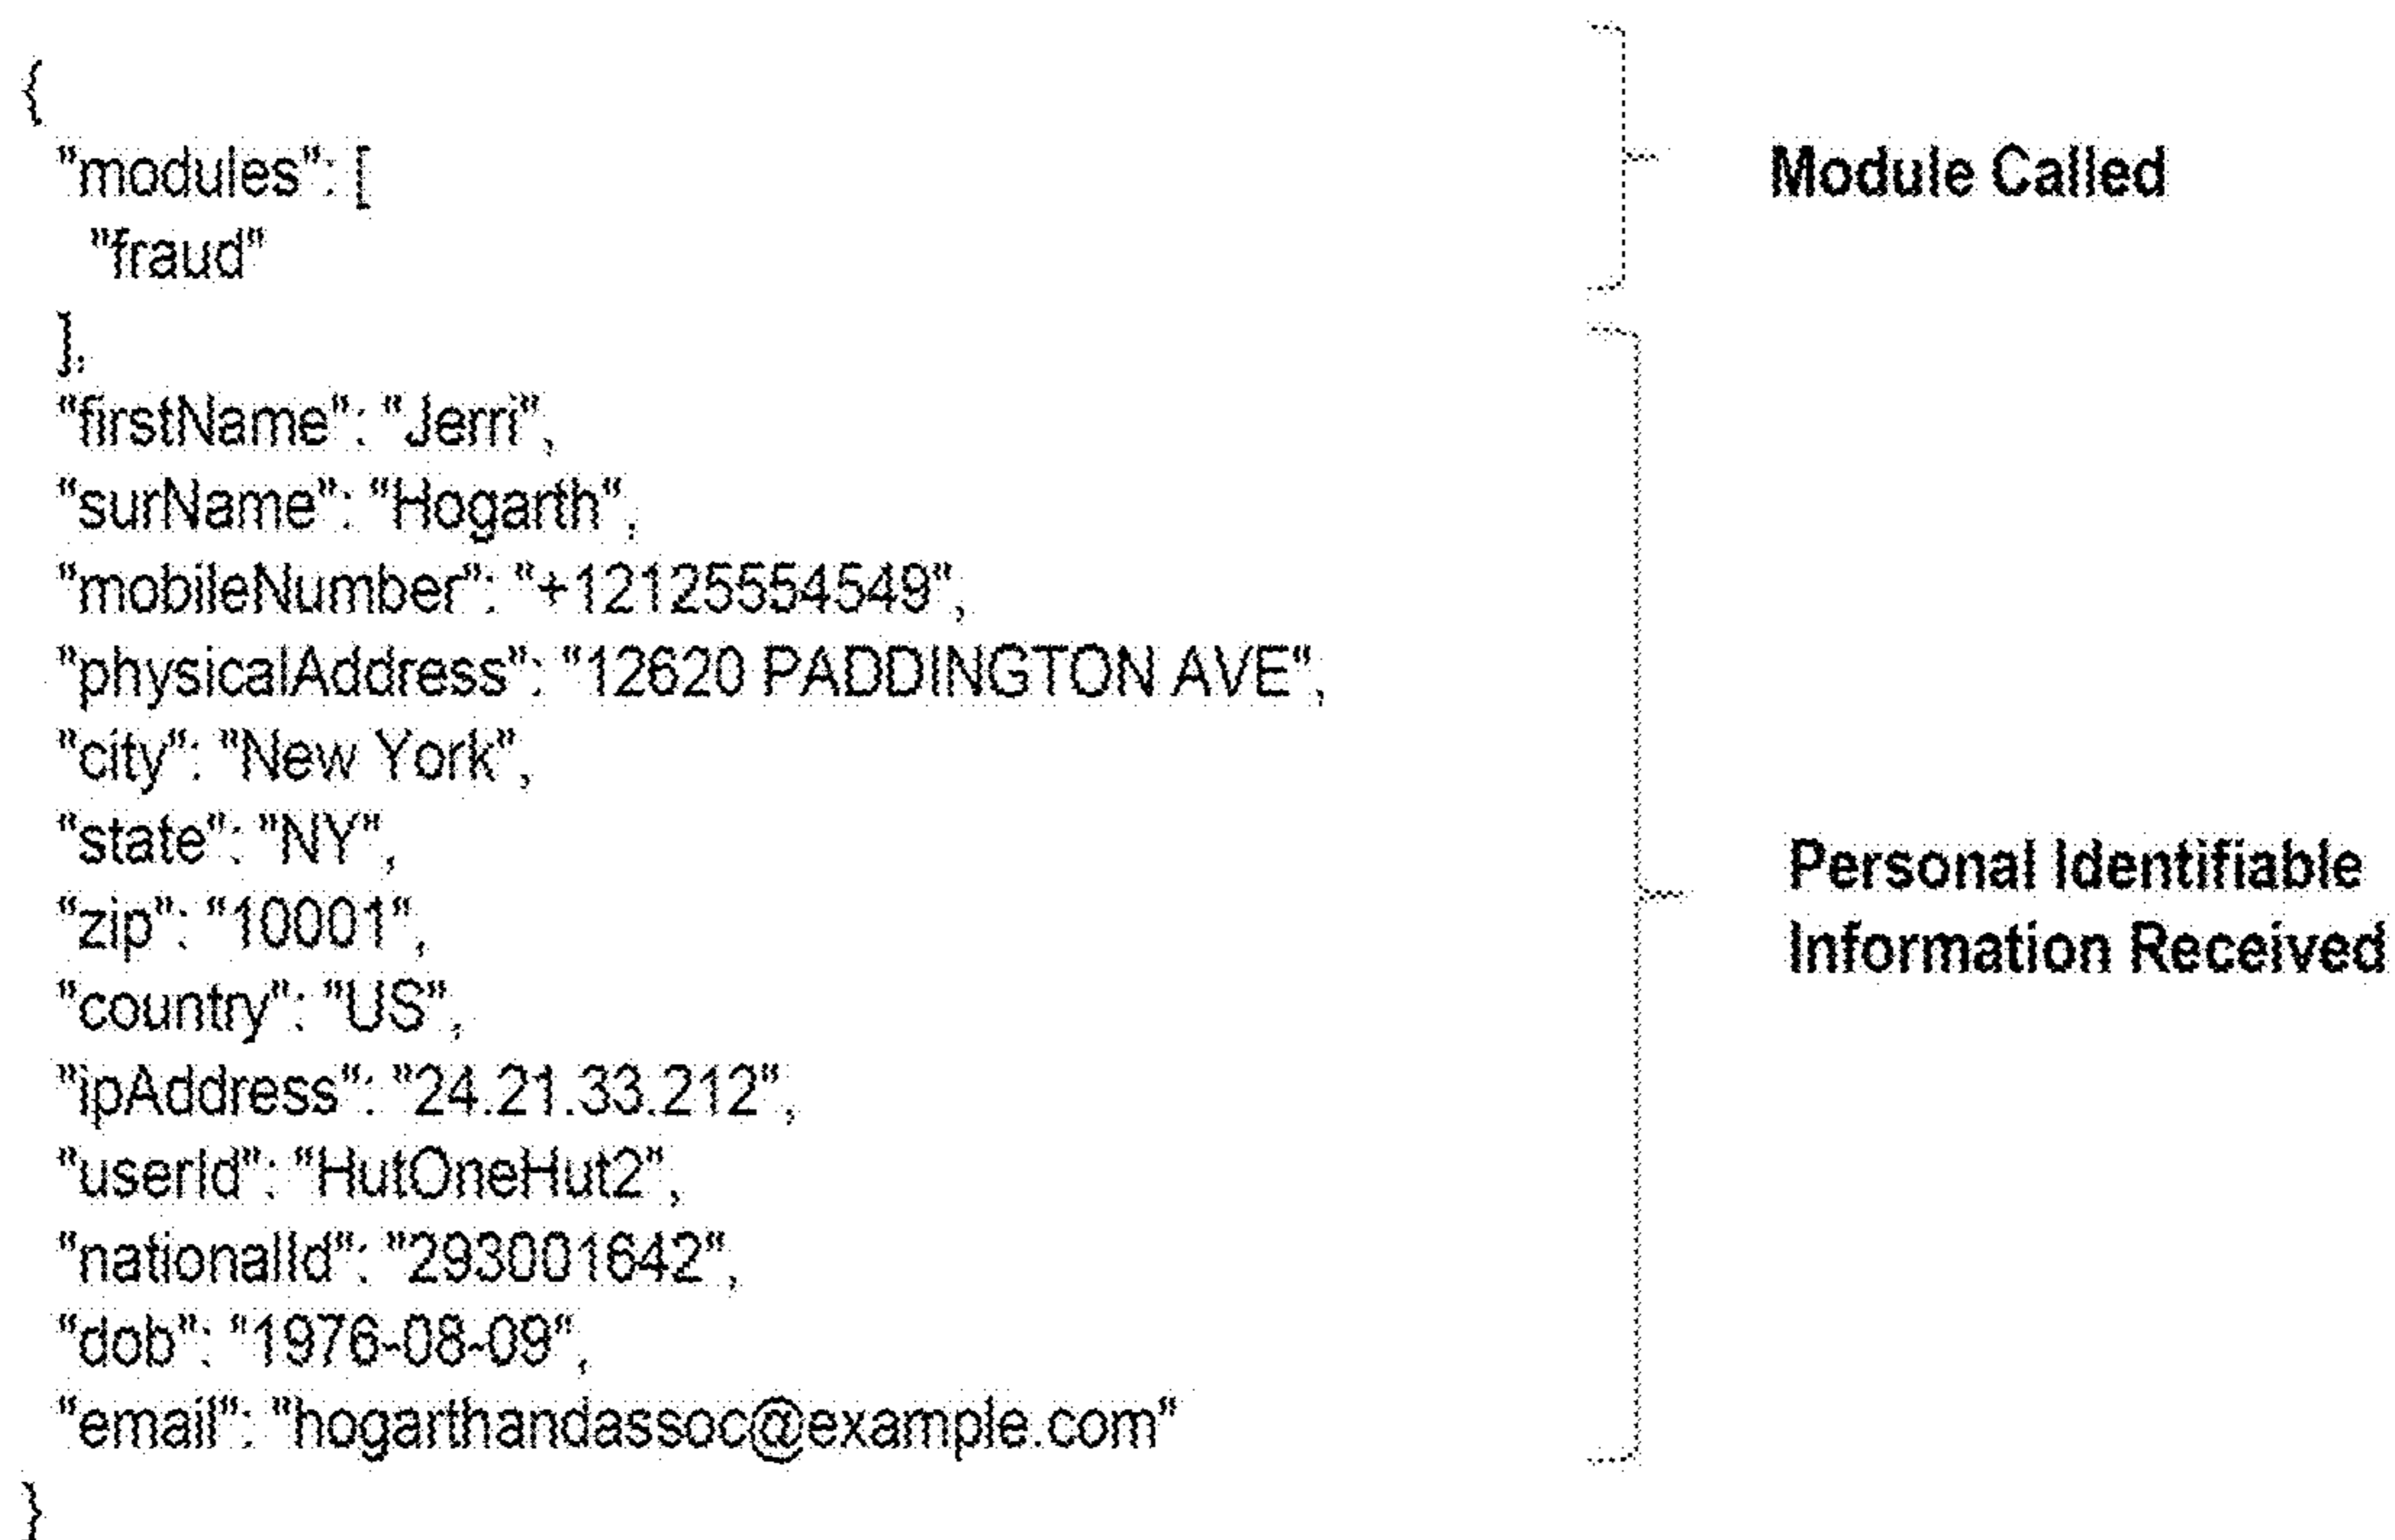 {
"modules": [
"fraud"
],
"firstName": "Jerri",
"surName": "Hogarth",
"mobileNumber": "+12125554549",
"physicalAddress": "12620 PADDINGTON AVE",
"city": "New York",
"state": "NY",
"zip": "10001",
"country": "US",
"ipAddress": "24.21.33.212",
"userId": "HutOneHut2",
"nationalId": "293001642",
"dob": "1976-08-09",
"email": "hogarthandassoc@example.com"
}
Module Called
Personal Identifiable
Information Received